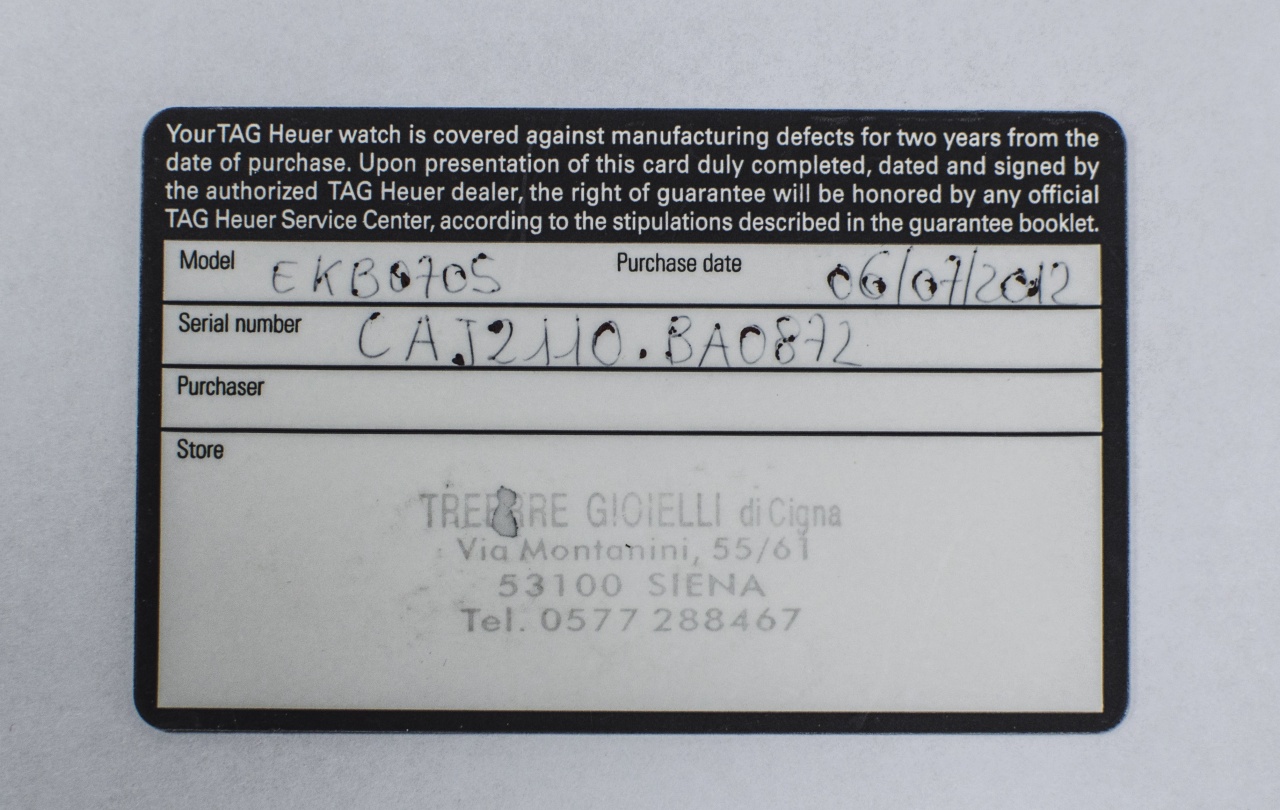 Your TAG Heuer watch is covered against manufacturing defects for two years from the
date of purchase. Upon presentation of this card duly completed, dated and signed by
the authorized TAG Heuer dealer, the right of guarantee will be honored by any official
TAG Heuer Service Center, according to the stipulations described in the guarantee booklet.
Model EKB0705 Purchase date 06/07/2012
Serial number CAJ2110.BA0872
Purchaser
Store
TREERRE GIOIELLI di Cigna
Via Montanini, 55/61
53100 SIENA
Tel. 0577 288467